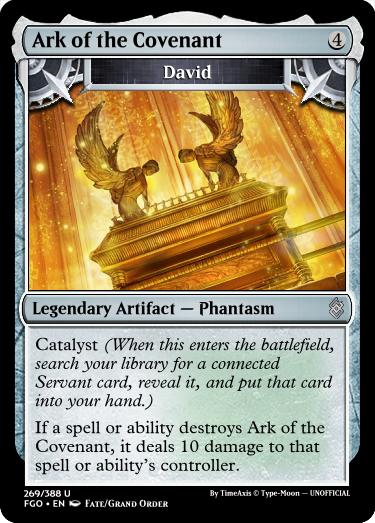 Ark of the Covenant 4
David
Legendary Artifact — Phantasm
Catalyst (When this enters the battlefield,
search your library for a connected
Servant card, reveal it, and put that card
into your hand.)
If a spell or ability destroys Ark of the
Covenant, it deals 10 damage to that
spell or ability's controller.
269/388 U
FGO • EN Fate/Grand Order
By TimeAxis © Type-Moon — UNOFFICIAL